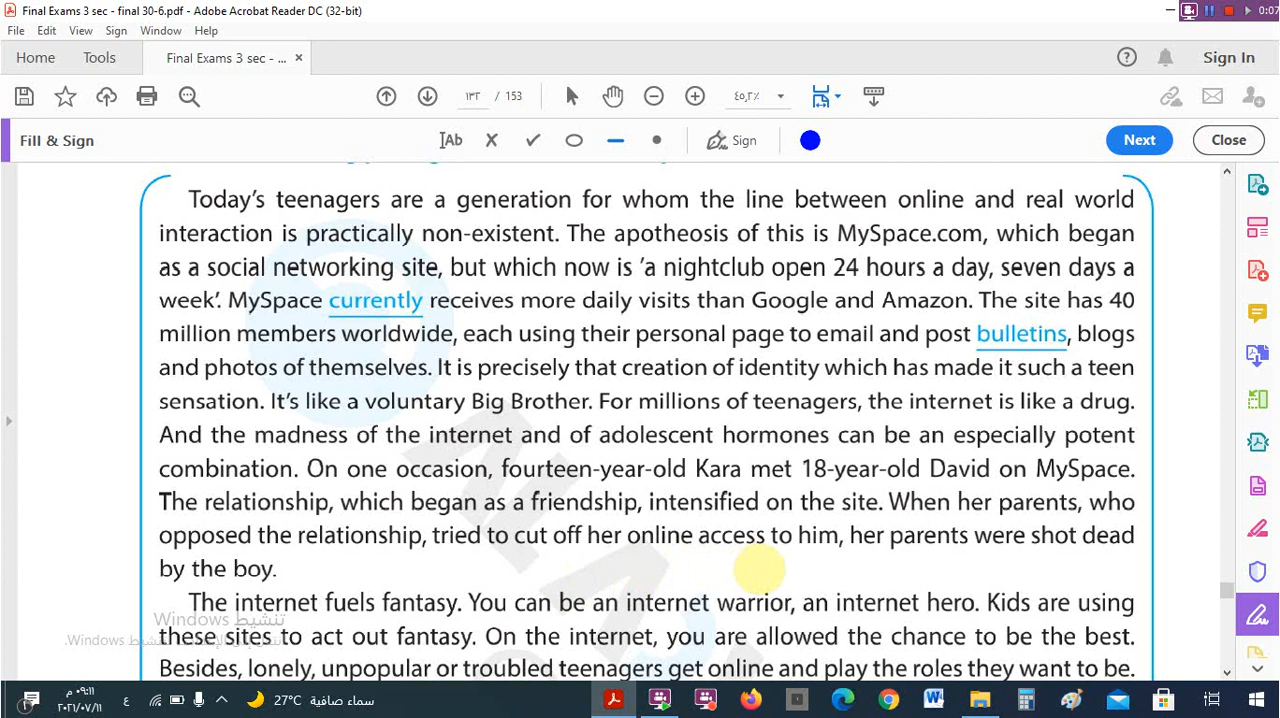 Final Exams 3 sec - final 30-6.pdf - Adobe Acrobat Reader DC (32-bit)
0:07
File Edit View Sign Window Help
Home Tools Final Exams 3 sec - ... × Sign In
١٣٢ / 153 ٤٥,٢٪
Fill & Sign Ab Sign Next Close
Today's teenagers are a generation for whom the line between online and real world
interaction is practically non-existent. The apotheosis of this is MySpace.com, which began
as a social networking site, but which now is 'a nightclub open 24 hours a day, seven days a
week'. MySpace currently receives more daily visits than Google and Amazon. The site has 40
million members worldwide, each using their personal page to email and post bulletins, blogs
and photos of themselves. It is precisely that creation of identity which has made it such a teen
sensation. It's like a voluntary Big Brother. For millions of teenagers, the internet is like a drug.
And the madness of the internet and of adolescent hormones can be an especially potent
combination. On one occasion, fourteen-year-old Kara met 18-year-old David on MySpace.
The relationship, which began as a friendship, intensified on the site. When her parents, who
opposed the relationship, tried to cut off her online access to him, her parents were shot dead
by the boy.
The internet fuels fantasy. You can be an internet warrior, an internet hero. Kids are using
تنشيط Windows
these sites to act out fantasy. On the internet, you are allowed the chance to be the best.
Windows.
Besides, lonely, unpopular or troubled teenagers get online and play the roles they want to be.
٠٩:١١ م
٢٠٢١/٠٧/١١
ع
27°C سماء صافية